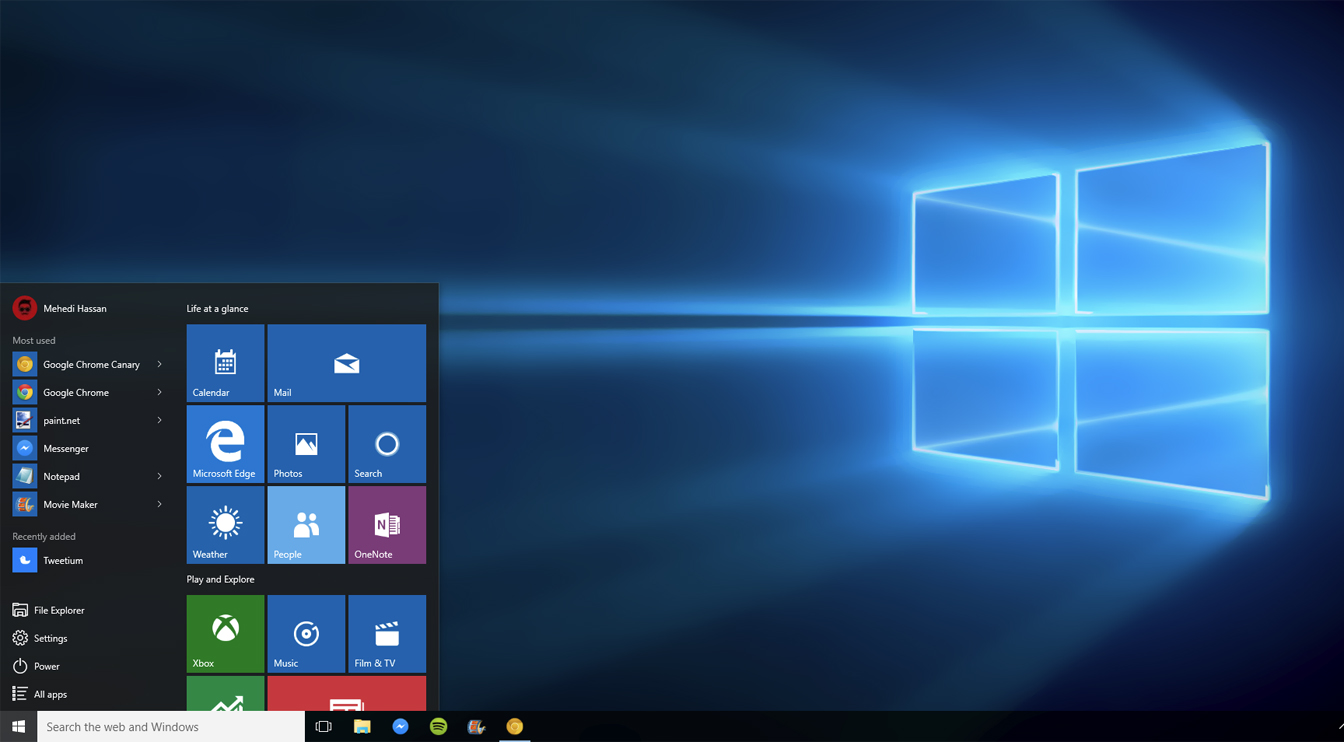 Mehedi Hassan
Most used
Google Chrome Canary
Google Chrome
paint.net
Messenger
Notepad
Movie Maker
Recently added
Tweetium
File Explorer
Settings
Power
All apps
Life at a glance
Calendar
Mail
Microsoft Edge
Photos
Search
Weather
People
N
OneNote
Play and Explore
Xbox
Music
Film & TV
Search the web and Windows